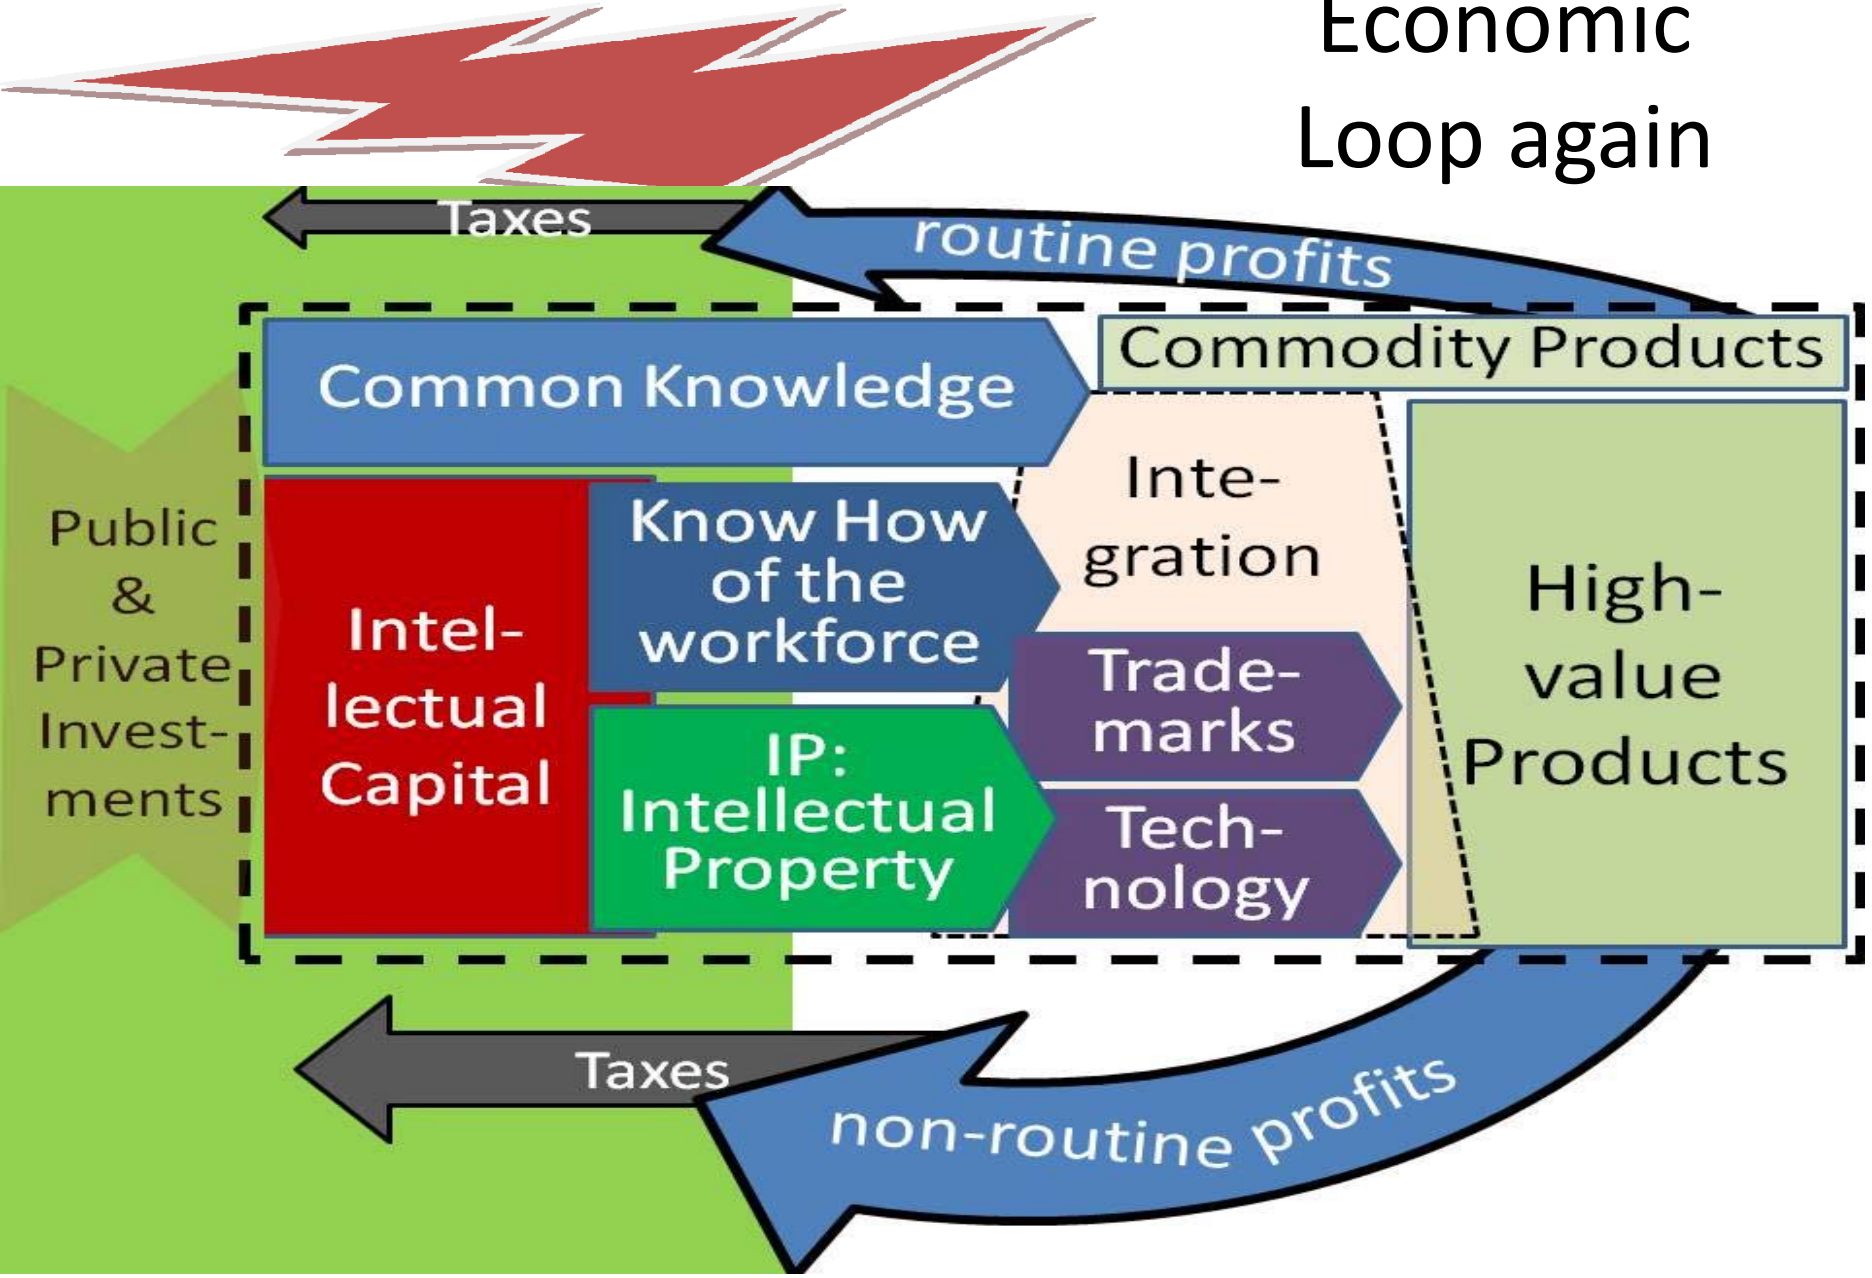 Economic
Loop again
Taxes
routine profits
Common Knowledge
Commodity Products
Public
&
Private
Invest-
ments
Intel-
lectual
Capital
Know How
of the
workforce
IP:
Intellectual
Property
Inte-
gration
Trade-
marks
Tech-
nology
High-
value
Products
Taxes
non-routine profits